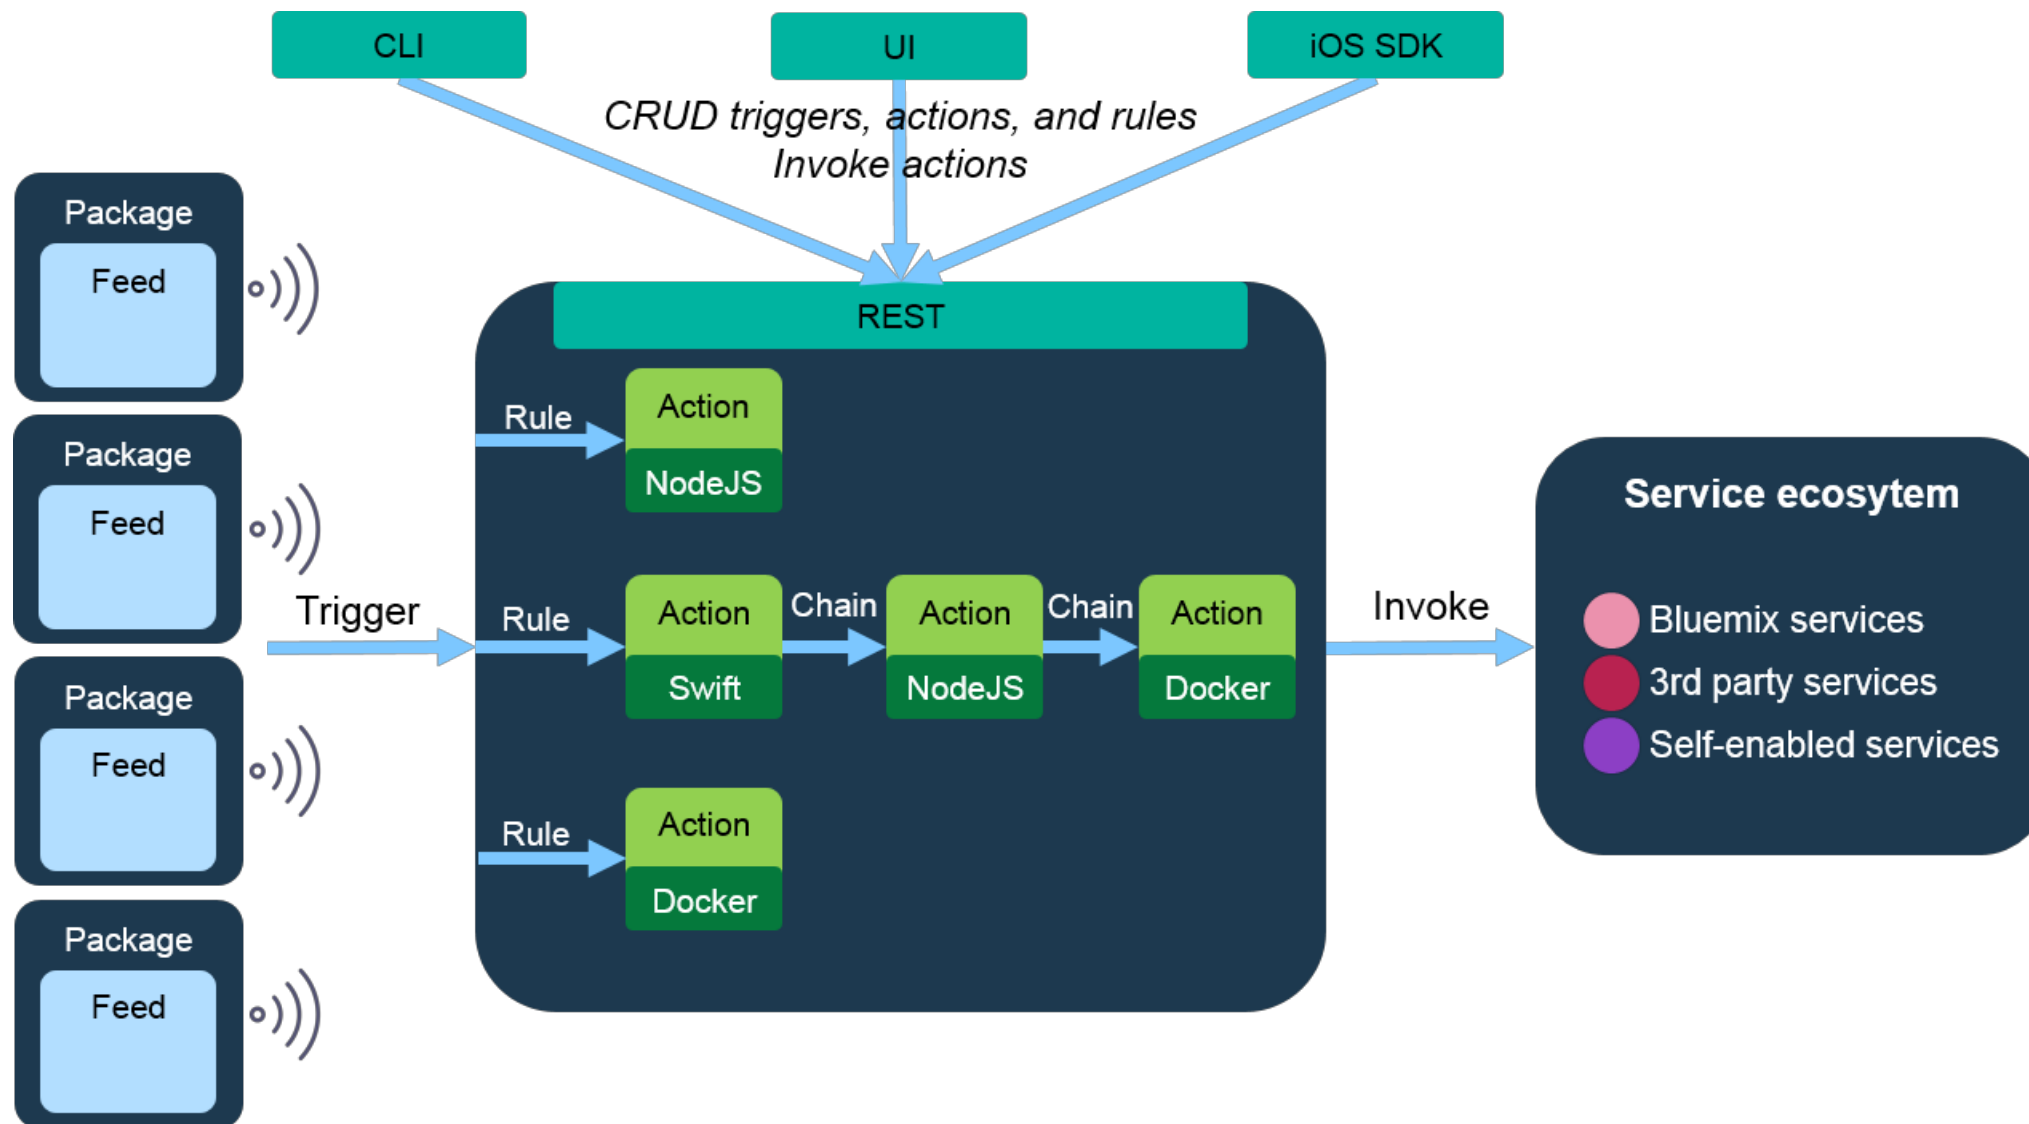 CLI
UI
iOS SDK
CRUD triggers, actions, and rules
Invoke actions
Package
Feed
Package
Feed
Package
Feed
Package
Feed
Trigger
REST
Rule
Action
NodeJS
Rule
Action
Swift
Chain
Action
NodeJS
Chain
Action
Docker
Rule
Action
Docker
Invoke
Service ecosytem
Bluemix services
3rd party services
Self-enabled services